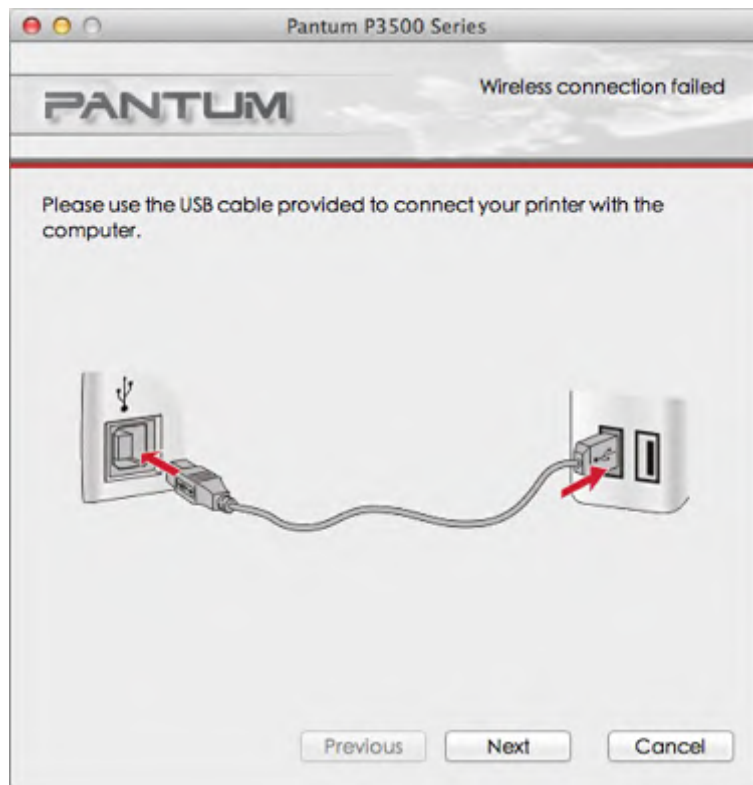 Pantum P3500 Series
Wireless connection failed
PANTUM
Please use the USB cable provided to connect your printer with the
computer.
Previous
Next
Cancel